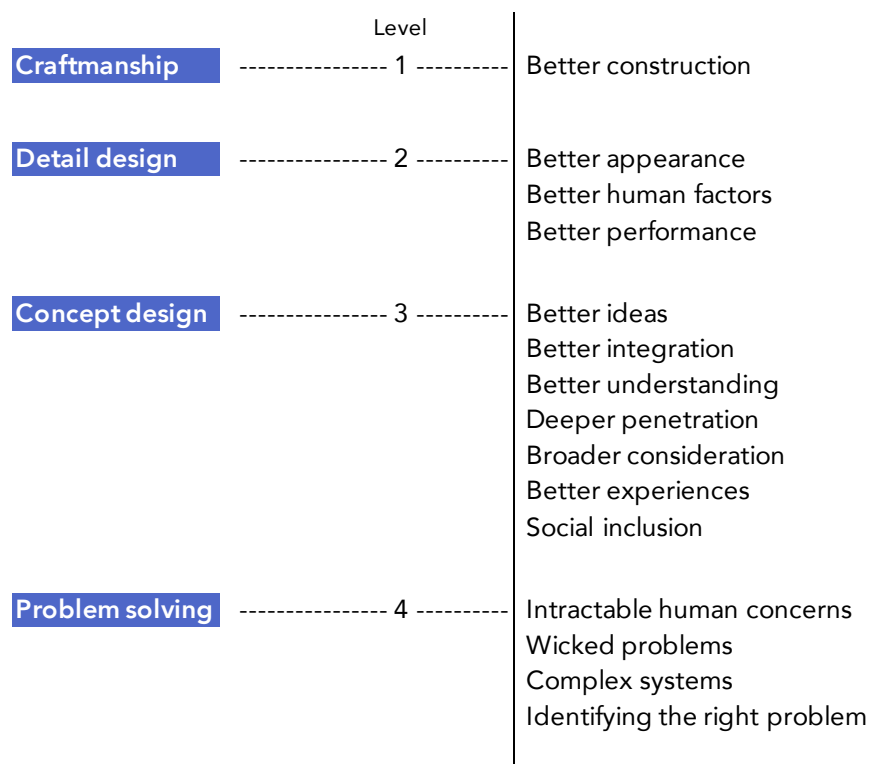 Level
Craftmanship --------------- 1 ---------- Better construction
Detail design --------------- 2 ---------- Better appearance
Better human factors
Better performance
Concept design --------------- 3 ---------- Better ideas
Better integration
Better understanding
Deeper penetration
Broader consideration
Better experiences
Social inclusion
Problem solving --------------- 4 ---------- Intractable human concerns
Wicked problems
Complex systems
Identifying the right problem